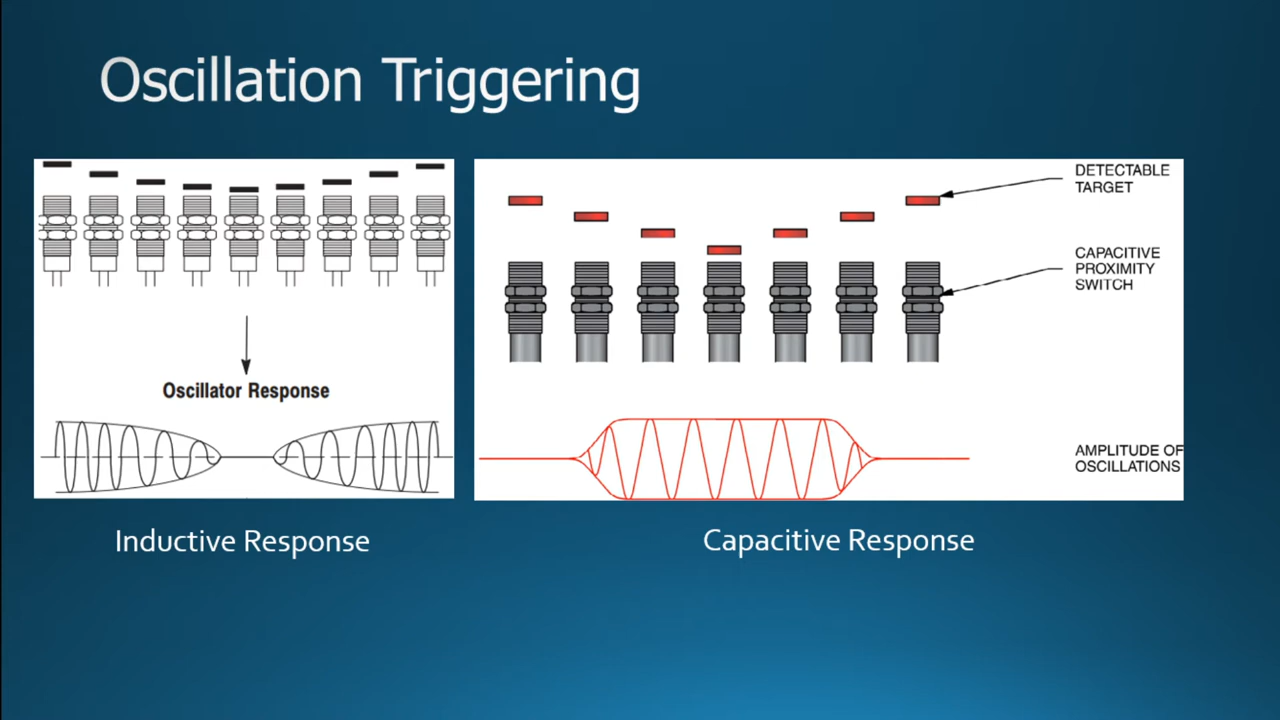 Oscillation Triggering
Oscillator Response
Inductive Response
DETECTABLE
TARGET
CAPACITIVE
PROXIMITY
SWITCH
AMPLITUDE OF
OSCILLATIONS
Capacitive Response